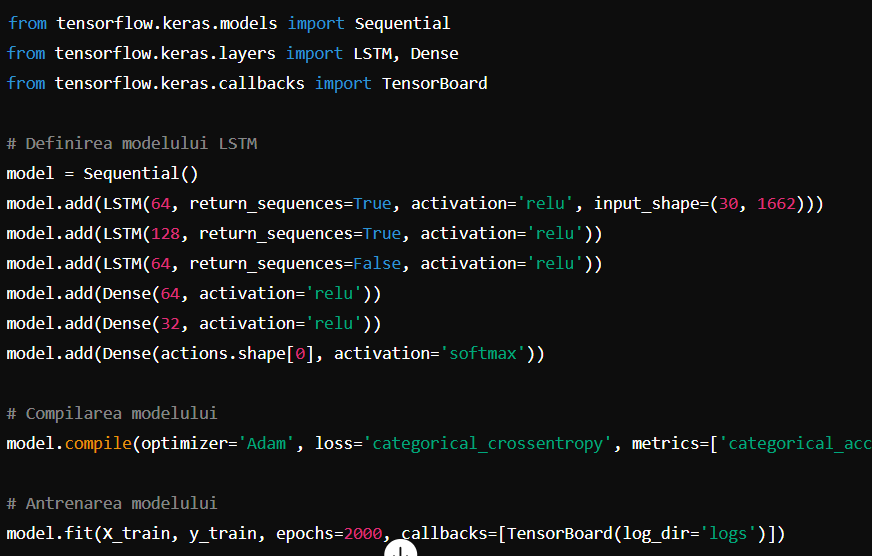 from tensorflow.keras.models import Sequential
from tensorflow.keras.layers import LSTM, Dense
from tensorflow.keras.callbacks import TensorBoard
# Definirea modelului LSTM
model = Sequential()
model.add(LSTM(64, return_sequences=True, activation='relu', input_shape=(30, 1662)))
model.add(LSTM(128, return_sequences=True, activation='relu'))
model.add(LSTM(64, return_sequences=False, activation='relu'))
model.add(Dense(64, activation='relu'))
model.add(Dense(32, activation='relu'))
model.add(Dense(actions.shape[0], activation='softmax'))
# Compilarea modelului
model.compile(optimizer='Adam', loss='categorical_crossentropy', metrics=['categorical_acc
# Antrenarea modelului
model.fit(X_train, y_train, epochs=2000, callbacks=[TensorBoard(log_dir='logs')])